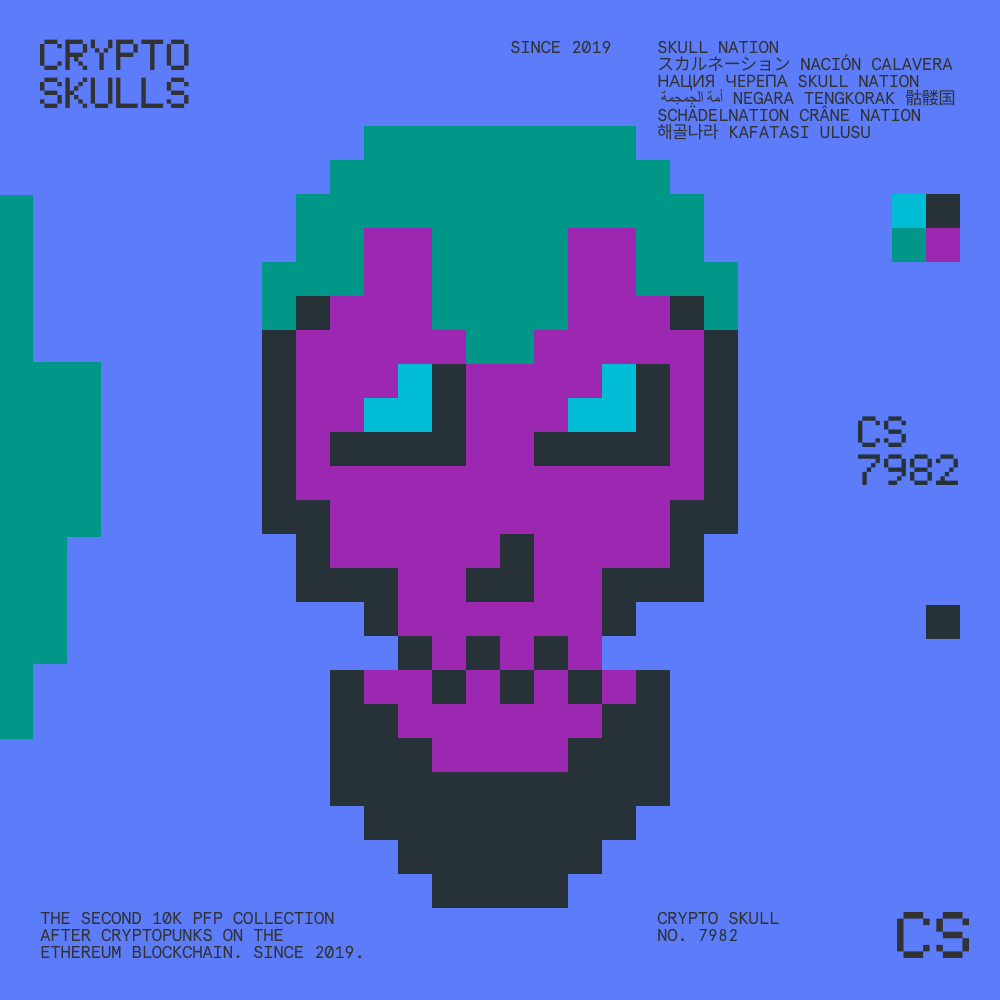 CRYPTO
SKULLS
SINCE 2019
SKULL NATION
スカルネーション NACIÓN CALAVERA
НАЦИЯ ЧЕРЕПА SKULL NATION
أمة الجمجمة NEGARA TENGKORAK 骷髅国
SCHÄDELNATION CRÂNE NATION
해골나라 KAFATASI ULUSU
CS
7982
THE SECOND 10K PFP COLLECTION
AFTER CRYPTOPUNKS ON THE
ETHEREUM BLOCKCHAIN. SINCE 2019.
CRYPTO SKULL
NO. 7982
CS